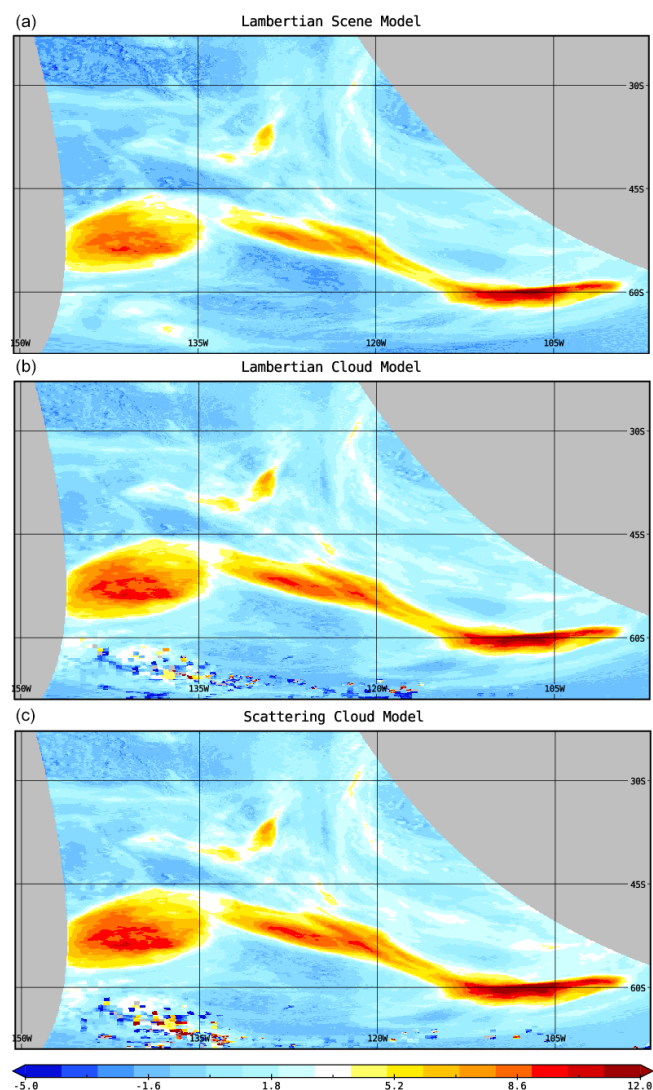 (a) Lambertian Scene Model
30S
45S
60S
150W 135W 120W 105W
(b) Lambertian Cloud Model
30S
45S
60S
150W 135W 120W 105W
(c) Scattering Cloud Model
30S
45S
60S
150W 135W 120W 105W
-5.0 -1.6 1.8 5.2 8.6 12.0